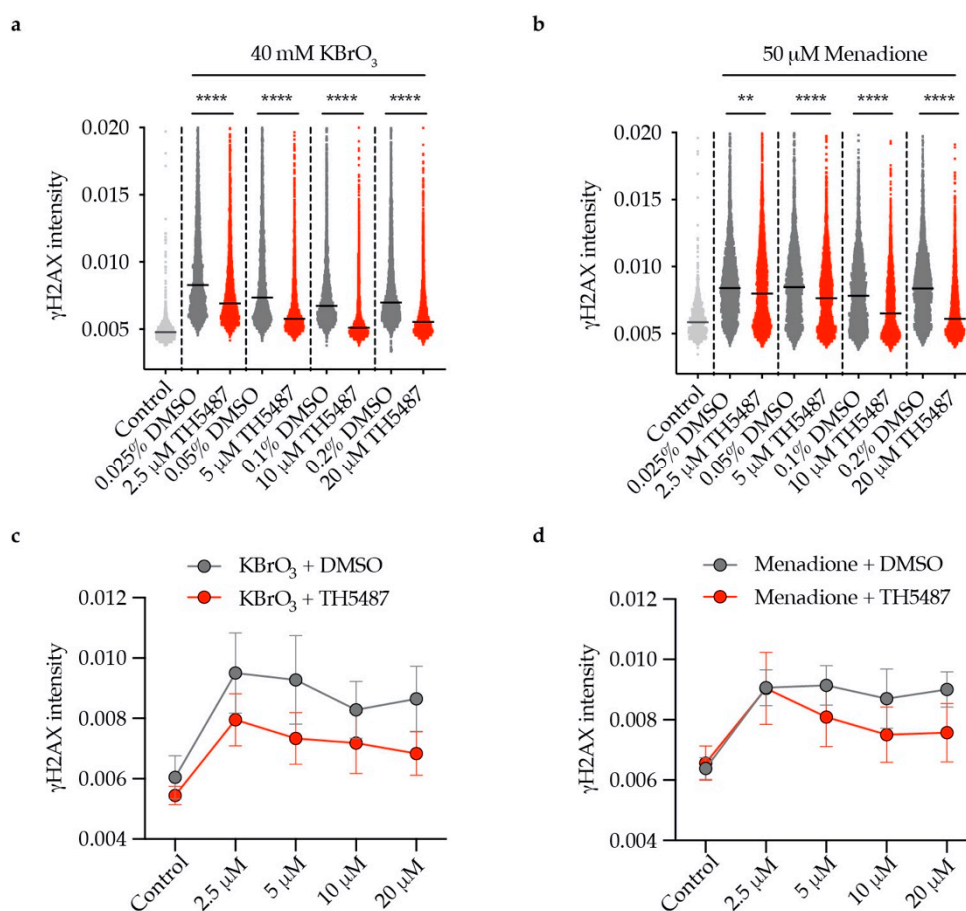 a
40 mM KBrO₃
**** **** **** ****
γH2AX intensity
0.020
0.015
0.010
0.005
Control
0.025% DMSO
2.5 μM TH5487
0.05% DMSO
5 μM TH5487
0.1% DMSO
10 μM TH5487
0.2% DMSO
20 μM TH5487
b
50 μM Menadione
** **** **** ****
γH2AX intensity
0.020
0.015
0.010
0.005
Control
0.025% DMSO
2.5 μM TH5487
0.05% DMSO
5 μM TH5487
0.1% DMSO
10 μM TH5487
0.2% DMSO
20 μM TH5487
c
KBrO₃ + DMSO
KBrO₃ + TH5487
γH2AX intensity
0.012
0.010
0.008
0.006
0.004
Control
2.5 μM
5 μM
10 μM
20 μM
d
Menadione + DMSO
Menadione + TH5487
γH2AX intensity
0.012
0.010
0.008
0.006
0.004
Control
2.5 μM
5 μM
10 μM
20 μM